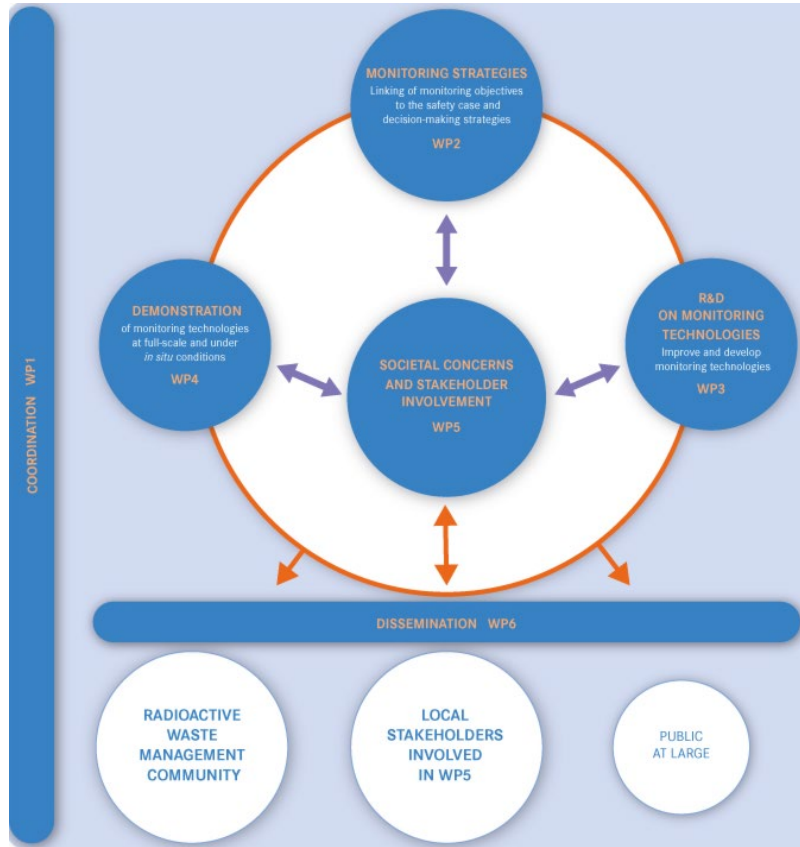 COORDINATION WP1
MONITORING STRATEGIES
Linking of monitoring objectives
to the safety case and
decision-making strategies
WP2
DEMONSTRATION
of monitoring technologies
at full-scale and under
in situ conditions
WP4
SOCIETAL CONCERNS
AND STAKEHOLDER
INVOLVEMENT
WP5
R&D
ON MONITORING
TECHNOLOGIES
Improve and develop
monitoring technologies
WP3
DISSEMINATION WP6
RADIOACTIVE
WASTE
MANAGEMENT
COMMUNITY
LOCAL
STAKEHOLDERS
INVOLVED
IN WP5
PUBLIC
AT LARGE